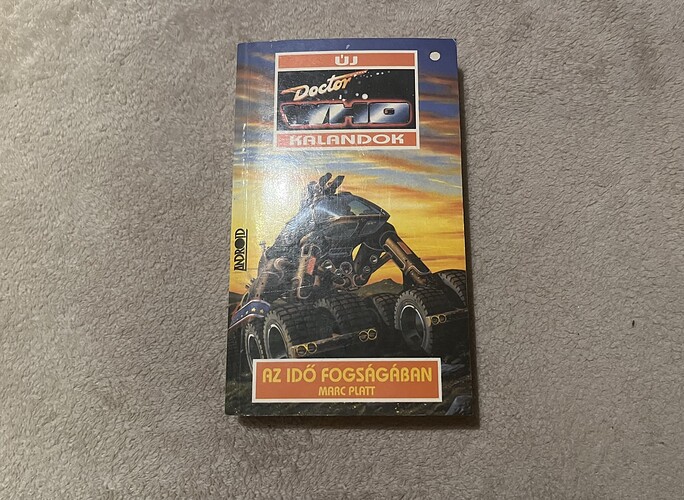 ÚJ
Doctor
WHO
KALANDOK
ANDROID
AZ IDŐ FOGSÁGÁBAN
MARC PLATT